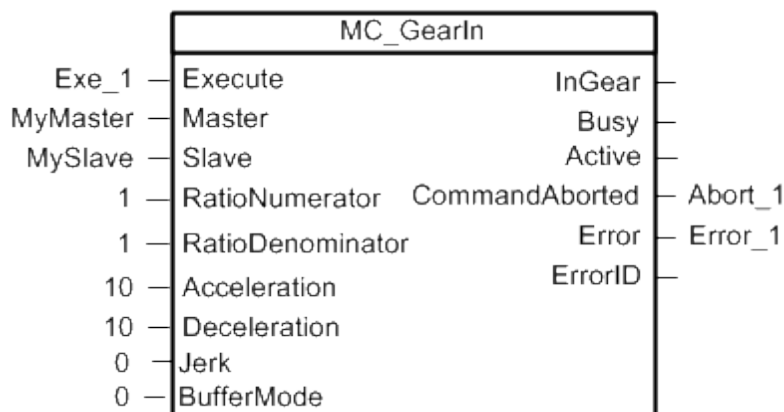 MC_GearIn
Exe_1 Execute InGear
MyMaster Master Busy
MySlave Slave Active
1 RatioNumerator CommandAborted Abort_1
1 RatioDenominator Error Error_1
10 Acceleration ErrorID
10 Deceleration
0 Jerk
0 BufferMode